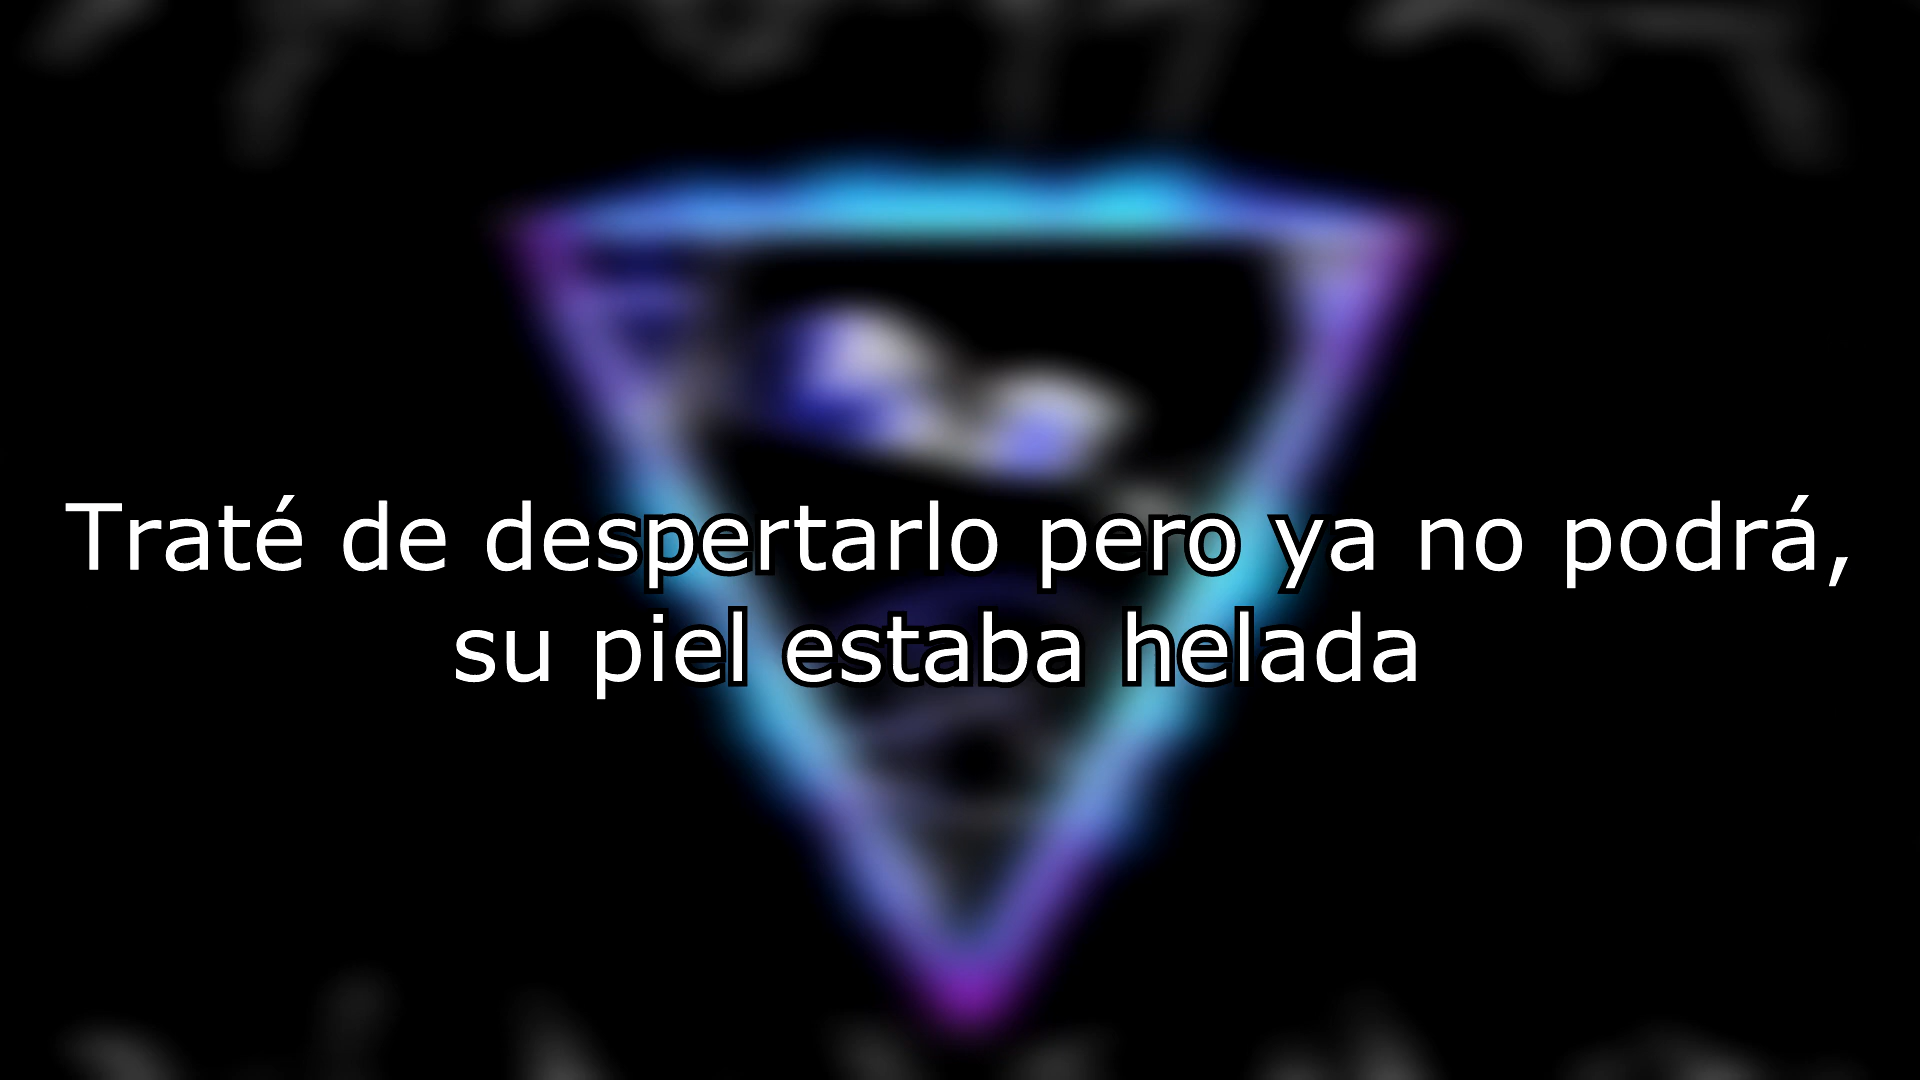 Traté de despertarlo pero ya no podrá,
su piel estaba helada